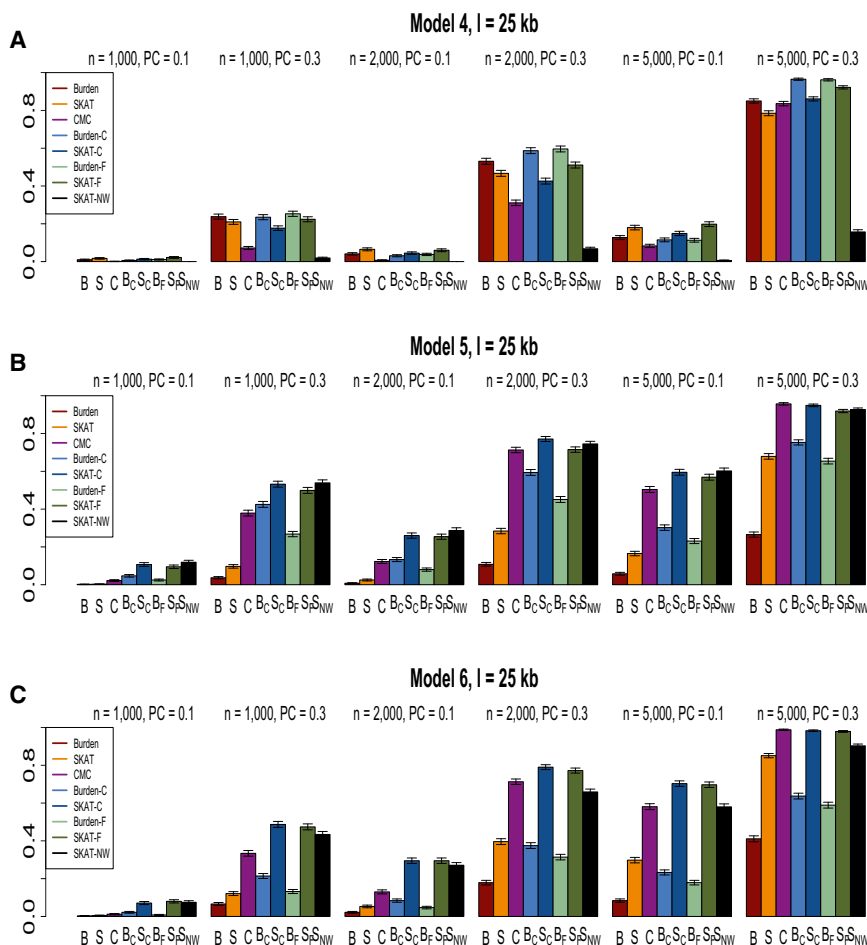 A
Model 4, l = 25 kb
n = 1,000, PC = 0.1
n = 1,000, PC = 0.3
n = 2,000, PC = 0.1
n = 2,000, PC = 0.3
n = 5,000, PC = 0.1
n = 5,000, PC = 0.3
0.8
0.4
0.0
Burden
SKAT
CMC
Burden-C
SKAT-C
Burden-F
SKAT-F
SKAT-NW
B S C BC SC BF SF SNW
B S C BC SC BF SF SNW
B S C BC SC BF SF SNW
B S C BC SC BF SF SNW
B S C BC SC BF SF SNW
B S C BC SC BF SF SNW
B
Model 5, l = 25 kb
n = 1,000, PC = 0.1
n = 1,000, PC = 0.3
n = 2,000, PC = 0.1
n = 2,000, PC = 0.3
n = 5,000, PC = 0.1
n = 5,000, PC = 0.3
0.8
0.4
0.0
Burden
SKAT
CMC
Burden-C
SKAT-C
Burden-F
SKAT-F
SKAT-NW
B S C BC SC BF SF SNW
B S C BC SC BF SF SNW
B S C BC SC BF SF SNW
B S C BC SC BF SF SNW
B S C BC SC BF SF SNW
B S C BC SC BF SF SNW
C
Model 6, l = 25 kb
n = 1,000, PC = 0.1
n = 1,000, PC = 0.3
n = 2,000, PC = 0.1
n = 2,000, PC = 0.3
n = 5,000, PC = 0.1
n = 5,000, PC = 0.3
0.8
0.4
0.0
Burden
SKAT
CMC
Burden-C
SKAT-C
Burden-F
SKAT-F
SKAT-NW
B S C BC SC BF SF SNW
B S C BC SC BF SF SNW
B S C BC SC BF SF SNW
B S C BC SC BF SF SNW
B S C BC SC BF SF SNW
B S C BC SC BF SF SNW